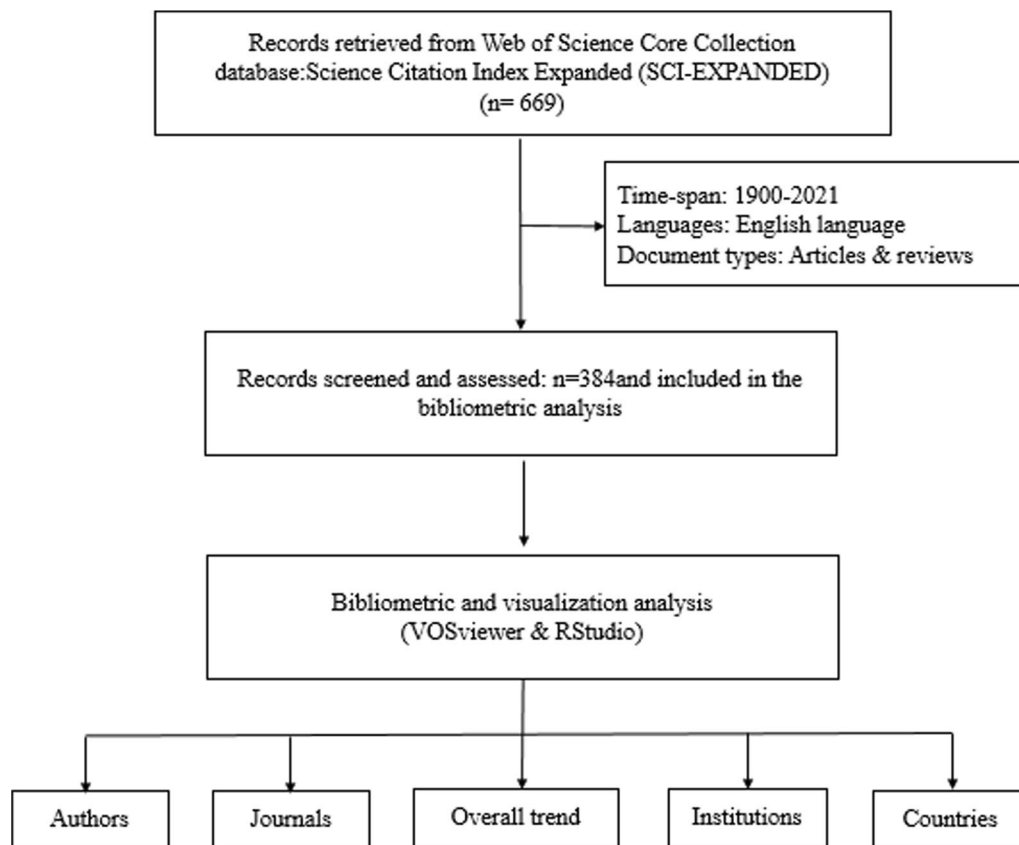 Records retrieved from Web of Science Core Collection
database:Science Citation Index Expanded (SCI-EXPANDED)
(n= 669)
Time-span: 1900-2021
Languages: English language
Document types: Articles & reviews
Records screened and assessed: n=384and included in the
bibliometric analysis
Bibliometric and visualization analysis
(VOSviewer & RStudio)
Authors
Journals
Overall trend
Institutions
Countries